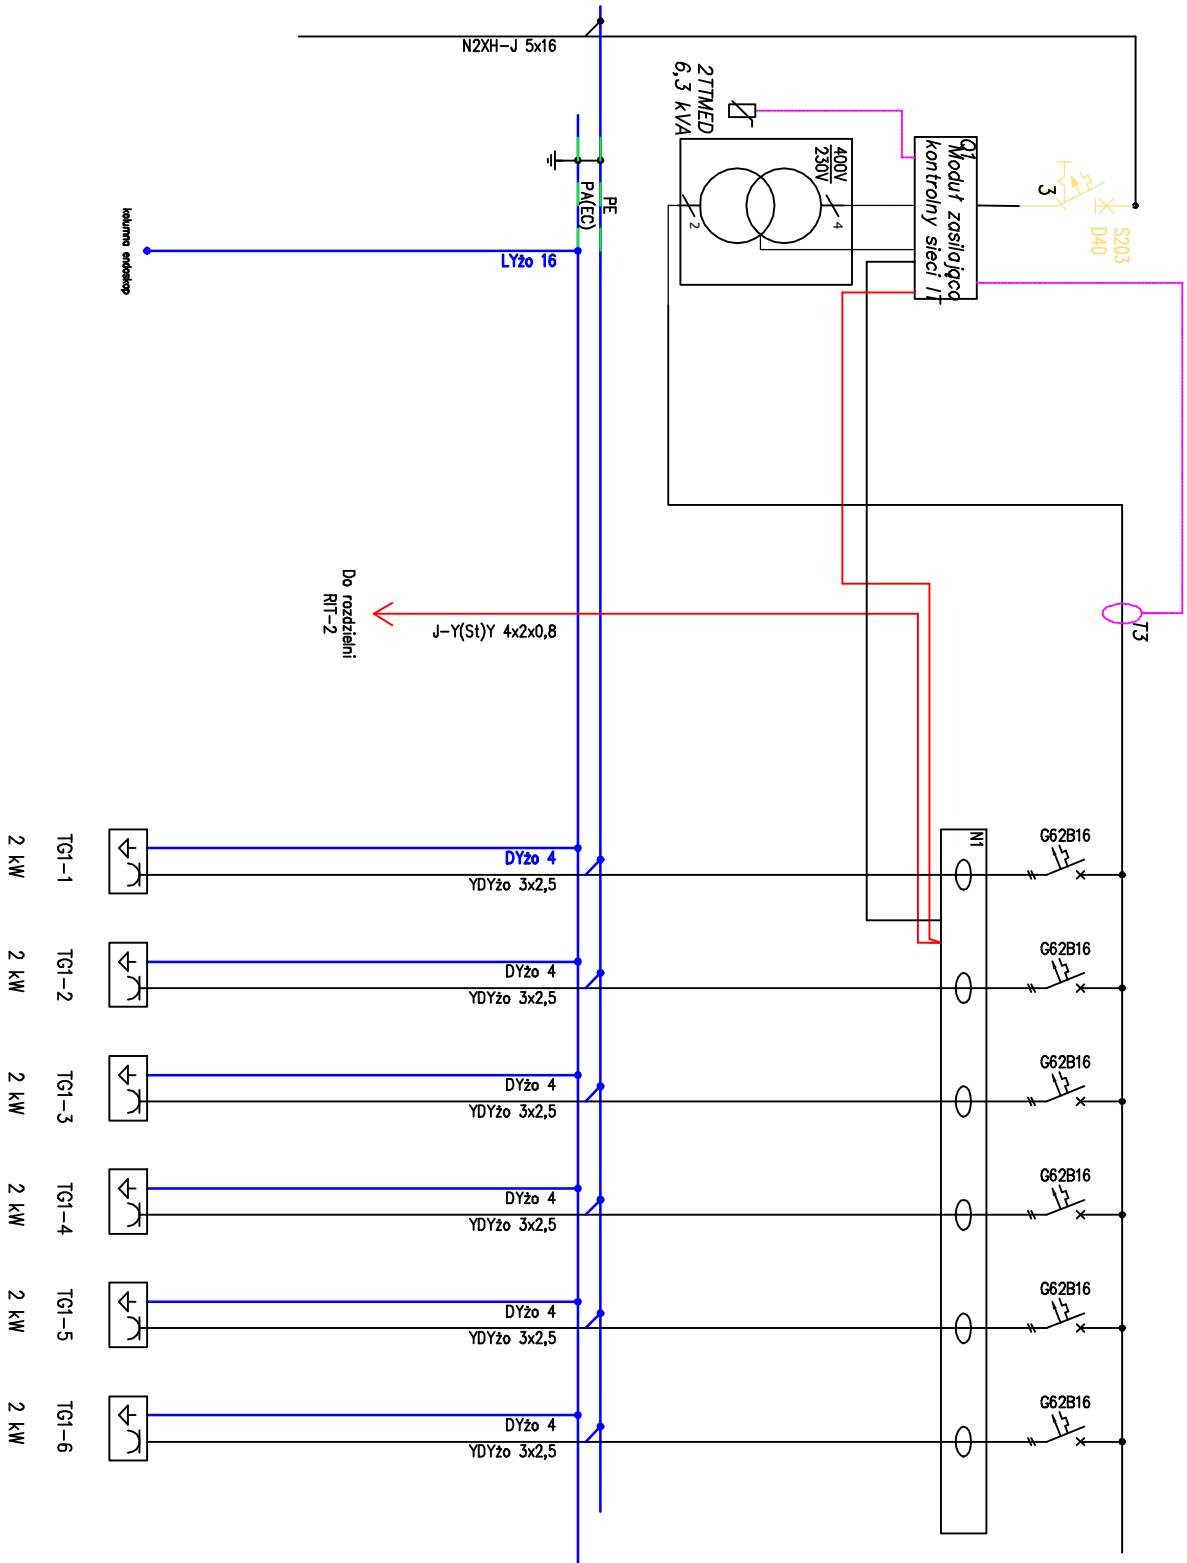 N2XH-J 5x16
2TTMED
6,3 kVA
400V
230V
4
2
Q1
Moduł zasilająco
kontrolny sieci IT
3
S203
D40
PE
PA(EC)
LYżo 16
kolumna endoskop
T3
Do rozdzielni
RIT-2
J-Y(St)Y 4x2x0,8
N1
G62B16
DYżo 4
YDYżo 3x2,5
TG1-1
2 kW
G62B16
DYżo 4
YDYżo 3x2,5
TG1-2
2 kW
G62B16
DYżo 4
YDYżo 3x2,5
TG1-3
2 kW
G62B16
DYżo 4
YDYżo 3x2,5
TG1-4
2 kW
G62B16
DYżo 4
YDYżo 3x2,5
TG1-5
2 kW
G62B16
DYżo 4
YDYżo 3x2,5
TG1-6
2 kW